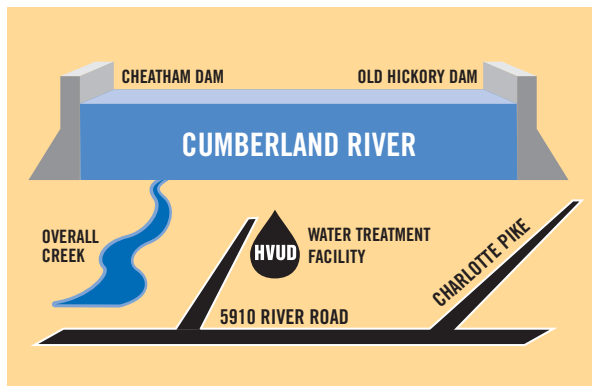 CHEATHAM DAM
OLD HICKORY DAM
CUMBERLAND RIVER
OVERALL
CREEK
HVUD
WATER TREATMENT
FACILITY
CHARLOTTE PIKE
5910 RIVER ROAD